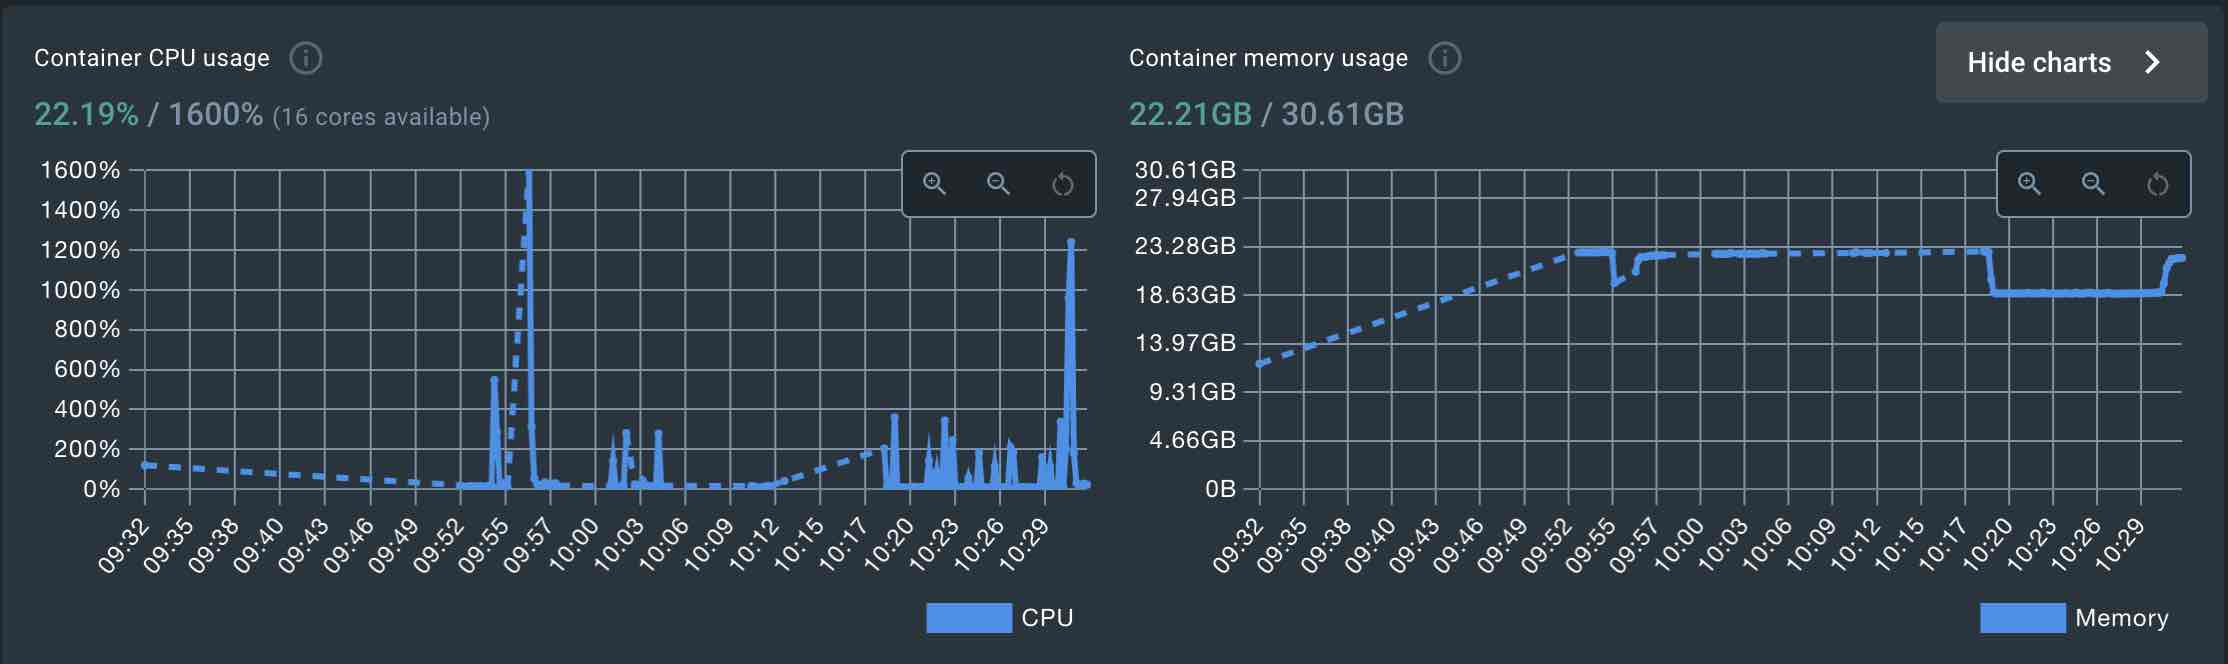 Container CPU usage
22.19% / 1600% (16 cores available)
1600%
1400%
1200%
1000%
800%
600%
400%
200%
0%
09:32 09:35 09:38 09:40 09:43 09:46 09:49 09:52 09:55 09:57 10:00 10:03 10:06 10:09 10:12 10:15 10:17 10:20 10:23 10:26 10:29
CPU
Container memory usage
Hide charts
22.21GB / 30.61GB
30.61GB
27.94GB
23.28GB
18.63GB
13.97GB
9.31GB
4.66GB
0B
09:32 09:35 09:38 09:40 09:43 09:46 09:49 09:52 09:55 09:57 10:00 10:03 10:06 10:09 10:12 10:15 10:17 10:20 10:23 10:26 10:29
Memory